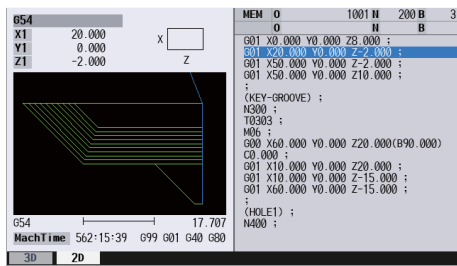 G54
X1 20.000
Y1 0.000
Z1 -2.000
X
Z
G54 17.707
MachTime 562:15:39 G99 G01 G40 G80
3D 2D
MEM O 1001 N 200 B 3
O N B
G01 X0.000 Y0.000 Z8.000 ;
G01 X20.000 Y0.000 Z-2.000 ;
G01 X50.000 Y0.000 Z-2.000 ;
G01 X50.000 Y0.000 Z10.000 ;
;
(KEY-GROOVE) ;
N300 ;
T0303 ;
M06 ;
G00 X60.000 Y0.000 Z20.000(B90.000)
C0.000 ;
G01 X10.000 Y0.000 Z20.000 ;
G01 X10.000 Y0.000 Z-15.000 ;
G01 X60.000 Y0.000 Z-15.000 ;
;
(HOLE1) ;
N400 ;